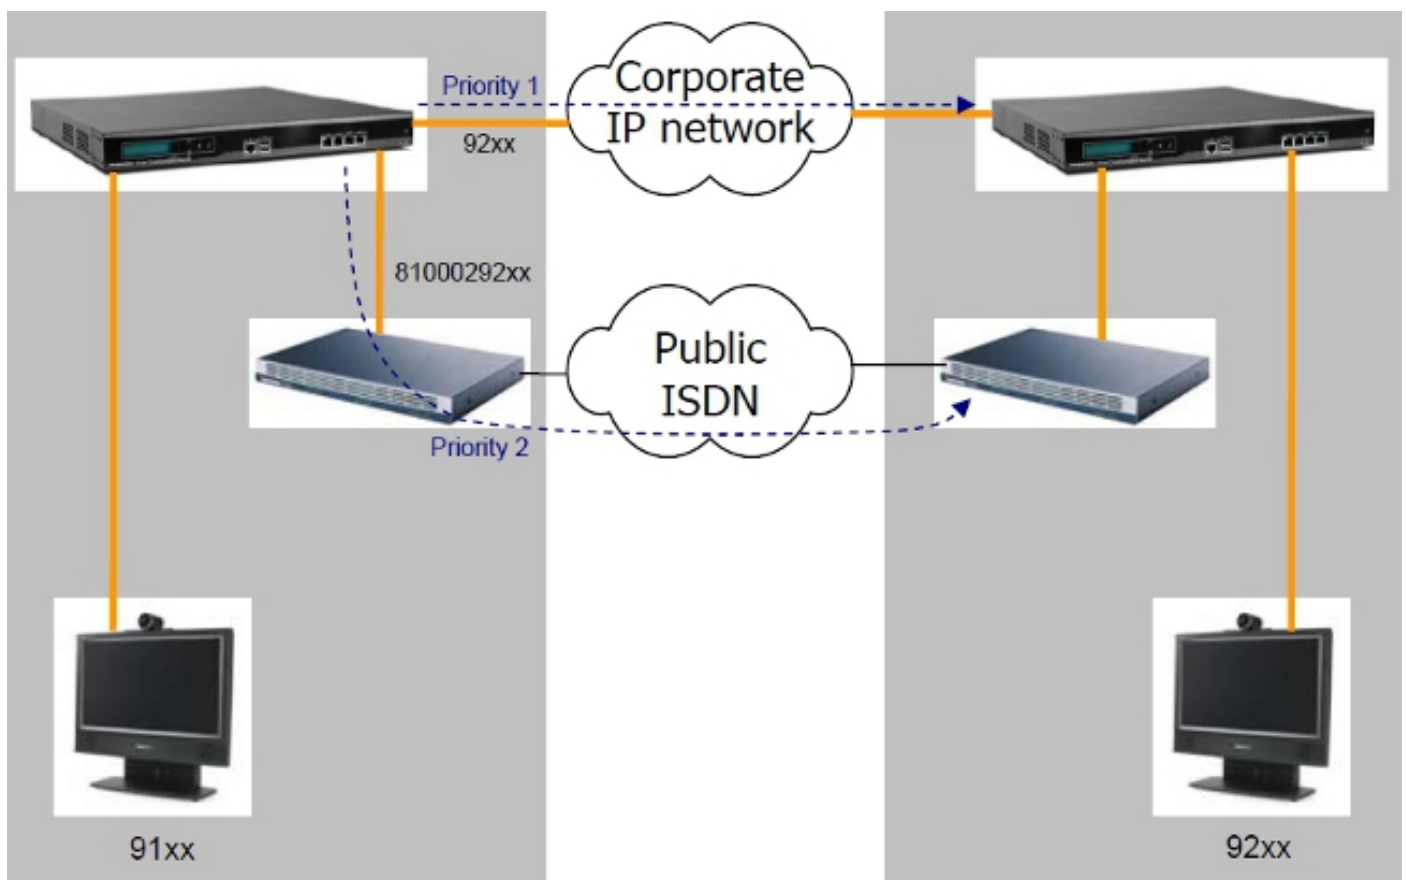 Priority 1
Corporate
IP network
92xx
81000292xx
Public
ISDN
Priority 2
91xx
92xx